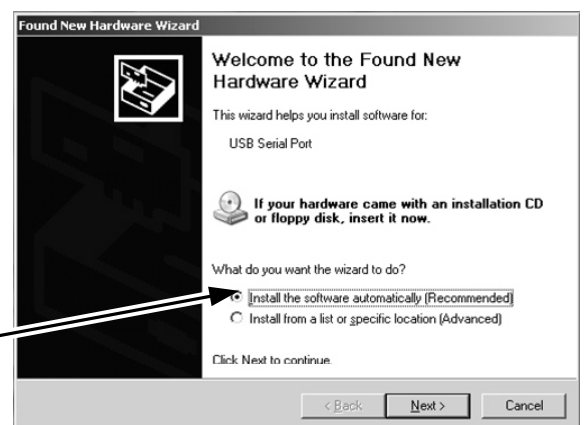 Found New Hardware Wizard
Welcome to the Found New
Hardware Wizard
This wizard helps you install software for:
USB Serial Port
If your hardware came with an installation CD
or floppy disk, insert it now.
What do you want the wizard to do?
Install the software automatically (Recommended)
Install from a list or specific location (Advanced)
Click Next to continue.
< Back
Next >
Cancel